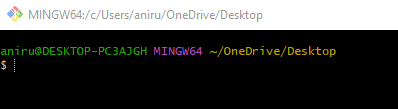 MINGW64:/c/Users/aniru/OneDrive/Desktop
aniru@DESKTOP-PC3AJGH MINGW64 ~/OneDrive/Desktop
$